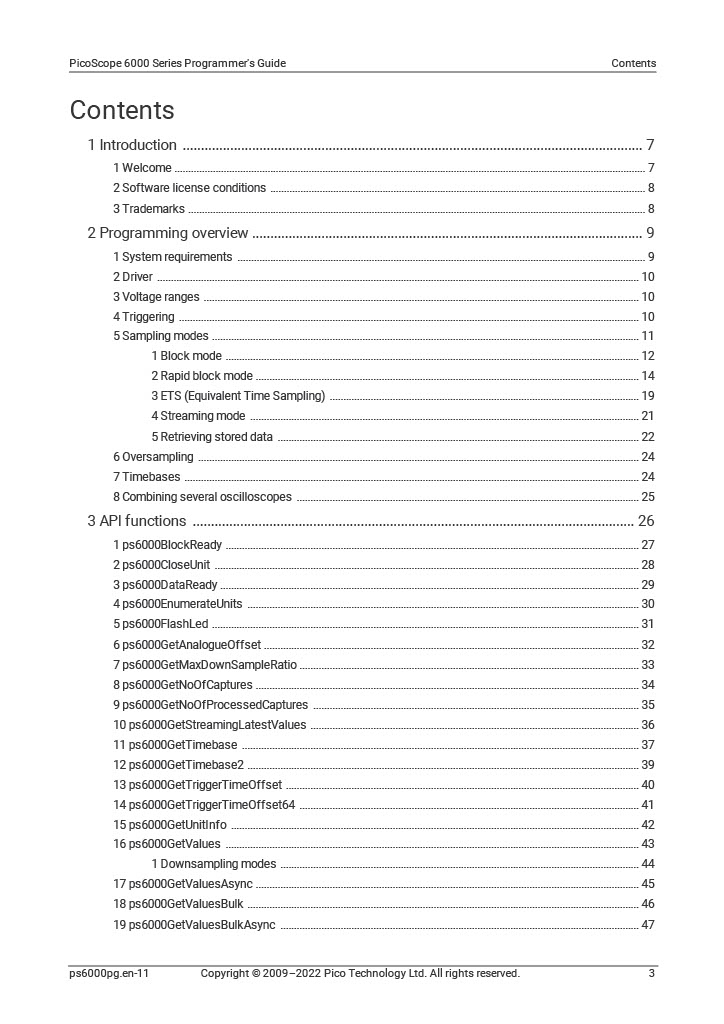 PicoScope 6000 Series Programmer's Guide Contents
Contents
1 Introduction ........ 7
1 Welcome ........ 7
2 Software license conditions ........ 8
3 Trademarks ........ 8
2 Programming overview ........ 9
1 System requirements ........ 9
2 Driver ........ 10
3 Voltage ranges ........ 10
4 Triggering ........ 10
5 Sampling modes ........ 11
1 Block mode ........ 12
2 Rapid block mode ........ 14
3 ETS (Equivalent Time Sampling) ........ 19
4 Streaming mode ........ 21
5 Retrieving stored data ........ 22
6 Oversampling ........ 24
7 Timebases ........ 24
8 Combining several oscilloscopes ........ 25
3 API functions ........ 26
1 ps6000BlockReady ........ 27
2 ps6000CloseUnit ........ 28
3 ps6000DataReady ........ 29
4 ps6000EnumerateUnits ........ 30
5 ps6000FlashLed ........ 31
6 ps6000GetAnalogueOffset ........ 32
7 ps6000GetMaxDownSampleRatio ........ 33
8 ps6000GetNoOfCaptures ........ 34
9 ps6000GetNoOfProcessedCaptures ........ 35
10 ps6000GetStreamingLatestValues ........ 36
11 ps6000GetTimebase ........ 37
12 ps6000GetTimebase2 ........ 39
13 ps6000GetTriggerTimeOffset ........ 40
14 ps6000GetTriggerTimeOffset64 ........ 41
15 ps6000GetUnitInfo ........ 42
16 ps6000GetValues ........ 43
1 Downsampling modes ........ 44
17 ps6000GetValuesAsync ........ 45
18 ps6000GetValuesBulk ........ 46
19 ps6000GetValuesBulkAsync ........ 47
ps6000pg.en-11 Copyright © 2009–2022 Pico Technology Ltd. All rights reserved. 3